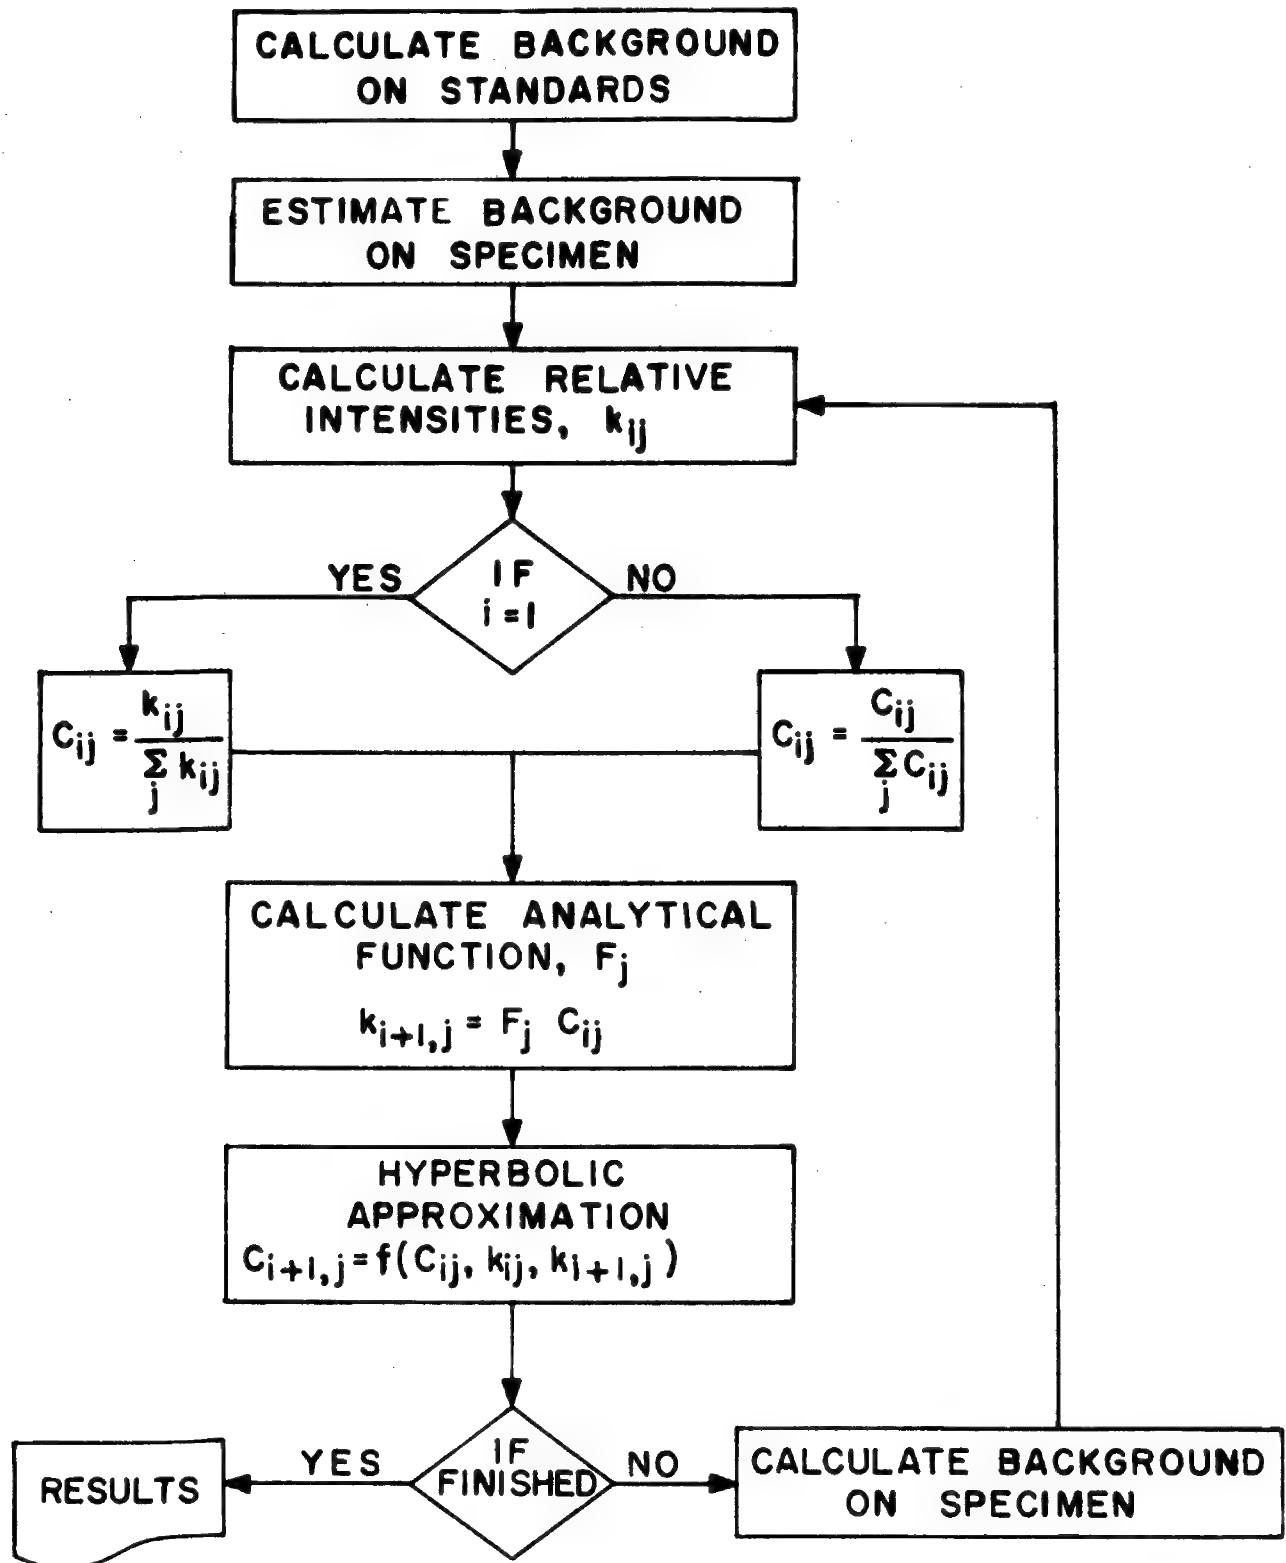 CALCULATE BACKGROUND
ON STANDARDS
ESTIMATE BACKGROUND
ON SPECIMEN
CALCULATE RELATIVE
INTENSITIES, kij
YES
IF
i = 1
NO
Cij = kij / Σj kij
Cij = Cij / Σj Cij
CALCULATE ANALYTICAL
FUNCTION, Fj
ki+1,j = Fj Cij
HYPERBOLIC
APPROXIMATION
Ci+1,j = f(Cij, kij, ki+1,j)
YES
IF
FINISHED
NO
RESULTS
CALCULATE BACKGROUND
ON SPECIMEN